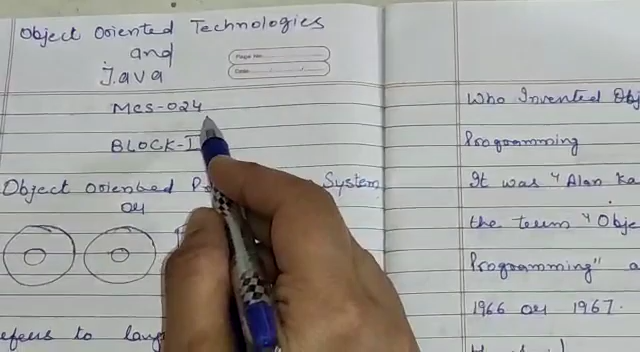 Object Oriented Technologies
and
Java
Page No.
Date
MCS-024
BLOCK-I
Object oriented System
or
refers to
Who Invented
Programming
It was "Alan
the term "
Programming"
1966 or 1967.